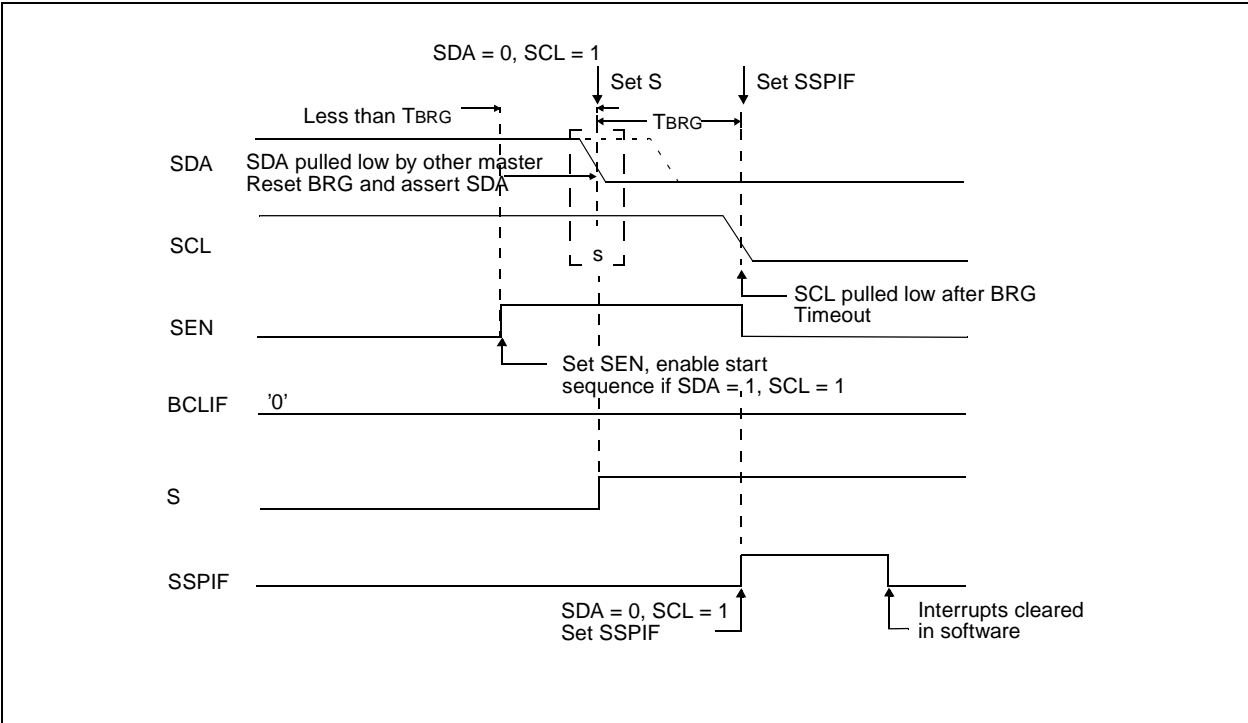 SDA = 0, SCL = 1
Set S
Set SSPIF
Less than TBRG
TBRG
SDA
SDA pulled low by other master
Reset BRG and assert SDA
SCL
s
SCL pulled low after BRG
Timeout
SEN
Set SEN, enable start
sequence if SDA = 1, SCL = 1
BCLIF
'0'
S
SSPIF
SDA = 0, SCL = 1
Set SSPIF
Interrupts cleared
in software